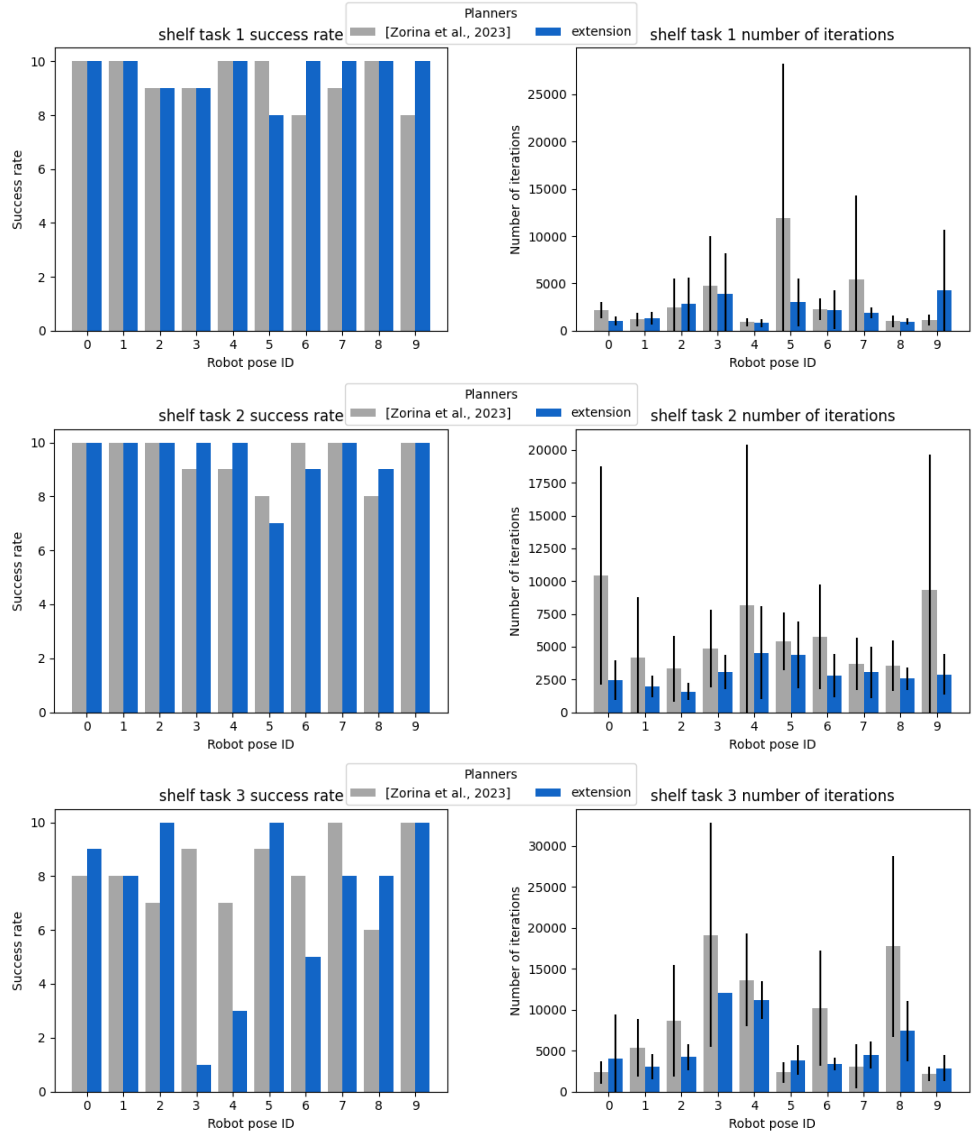 Planners
[Zorina et al., 2023] extension
shelf task 1 success rate
Success rate
10
8
6
4
2
0
0 1 2 3 4 5 6 7 8 9
Robot pose ID
shelf task 1 number of iterations
Number of iterations
25000
20000
15000
10000
5000
0
0 1 2 3 4 5 6 7 8 9
Robot pose ID
Planners
[Zorina et al., 2023] extension
shelf task 2 success rate
Success rate
10
8
6
4
2
0
0 1 2 3 4 5 6 7 8 9
Robot pose ID
shelf task 2 number of iterations
Number of iterations
20000
17500
15000
12500
10000
7500
5000
2500
0
0 1 2 3 4 5 6 7 8 9
Robot pose ID
Planners
[Zorina et al., 2023] extension
shelf task 3 success rate
Success rate
10
8
6
4
2
0
0 1 2 3 4 5 6 7 8 9
Robot pose ID
shelf task 3 number of iterations
Number of iterations
30000
25000
20000
15000
10000
5000
0
0 1 2 3 4 5 6 7 8 9
Robot pose ID